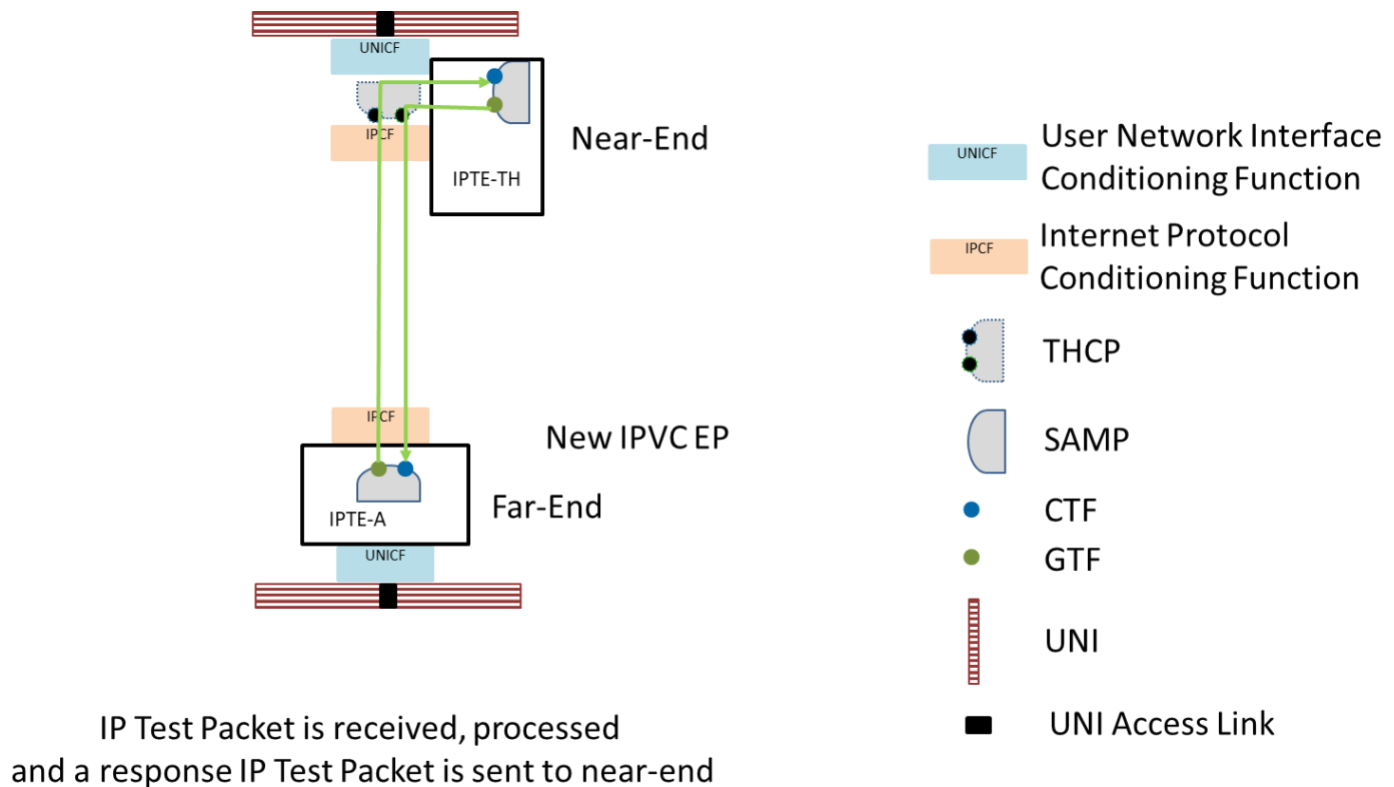 UNICF
IPCF
IPTE-TH
Near-End
IPCF
New IPVC EP
IPTE-A
Far-End
UNICF
IP Test Packet is received, processed
and a response IP Test Packet is sent to near-end
UNICF
User Network Interface
Conditioning Function
IPCF
Internet Protocol
Conditioning Function
THCP
SAMP
CTF
GTF
UNI
UNI Access Link